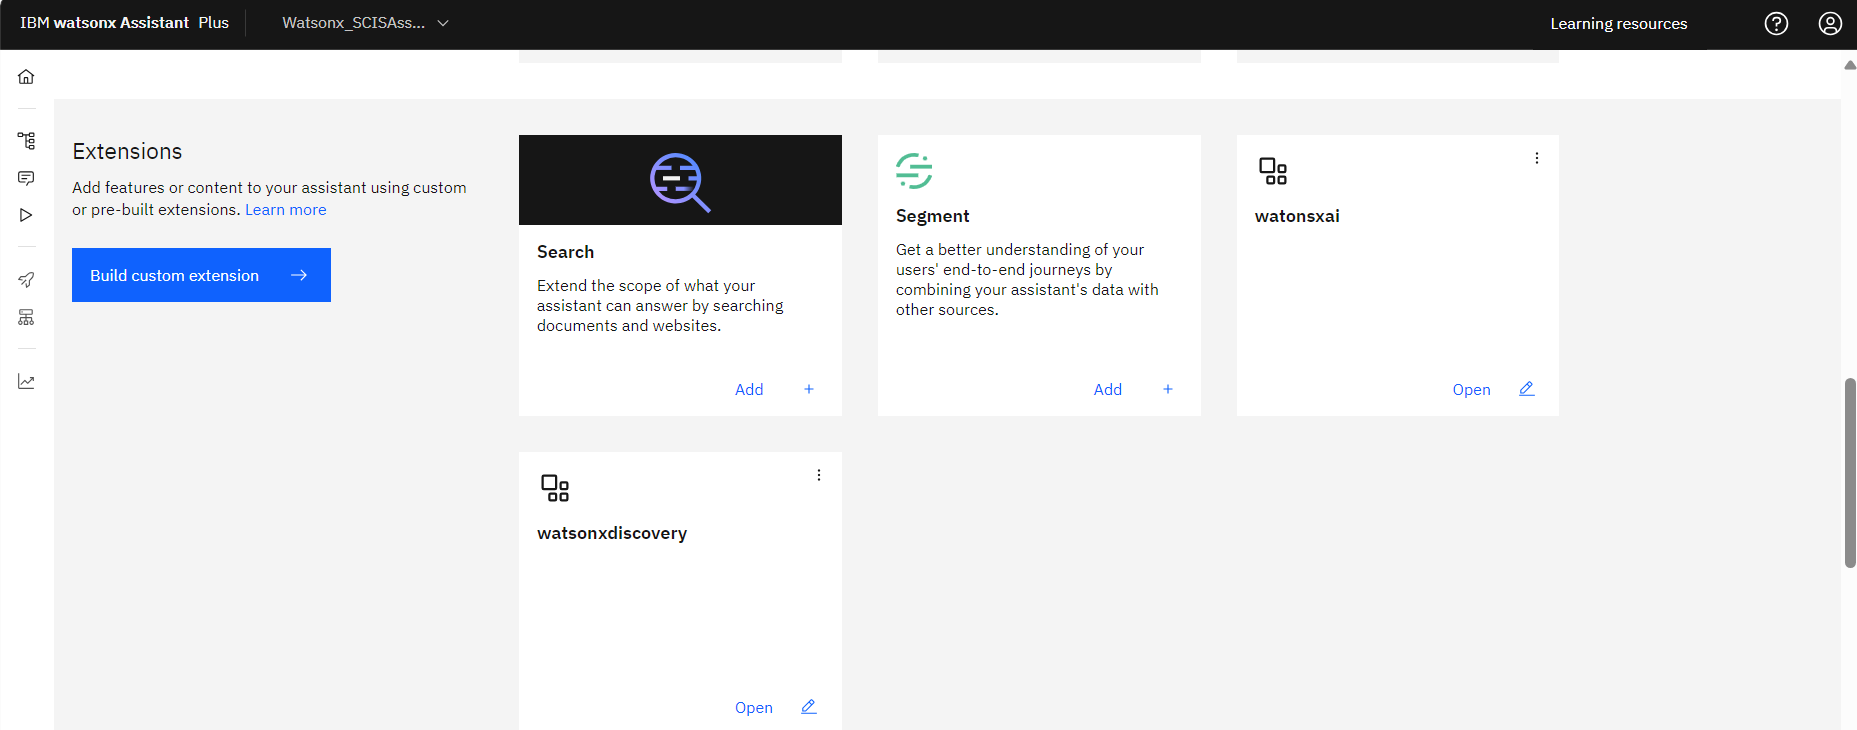 IBM watsonx Assistant Plus
Watsonx_SCISAss...
Learning resources
Extensions
Add features or content to your assistant using custom
or pre-built extensions. Learn more
Build custom extension
Search
Extend the scope of what your
assistant can answer by searching
documents and websites.
Add +
Segment
Get a better understanding of your
users' end-to-end journeys by
combining your assistant's data with
other sources.
Add +
watonsxai
Open
watsonxdiscovery
Open